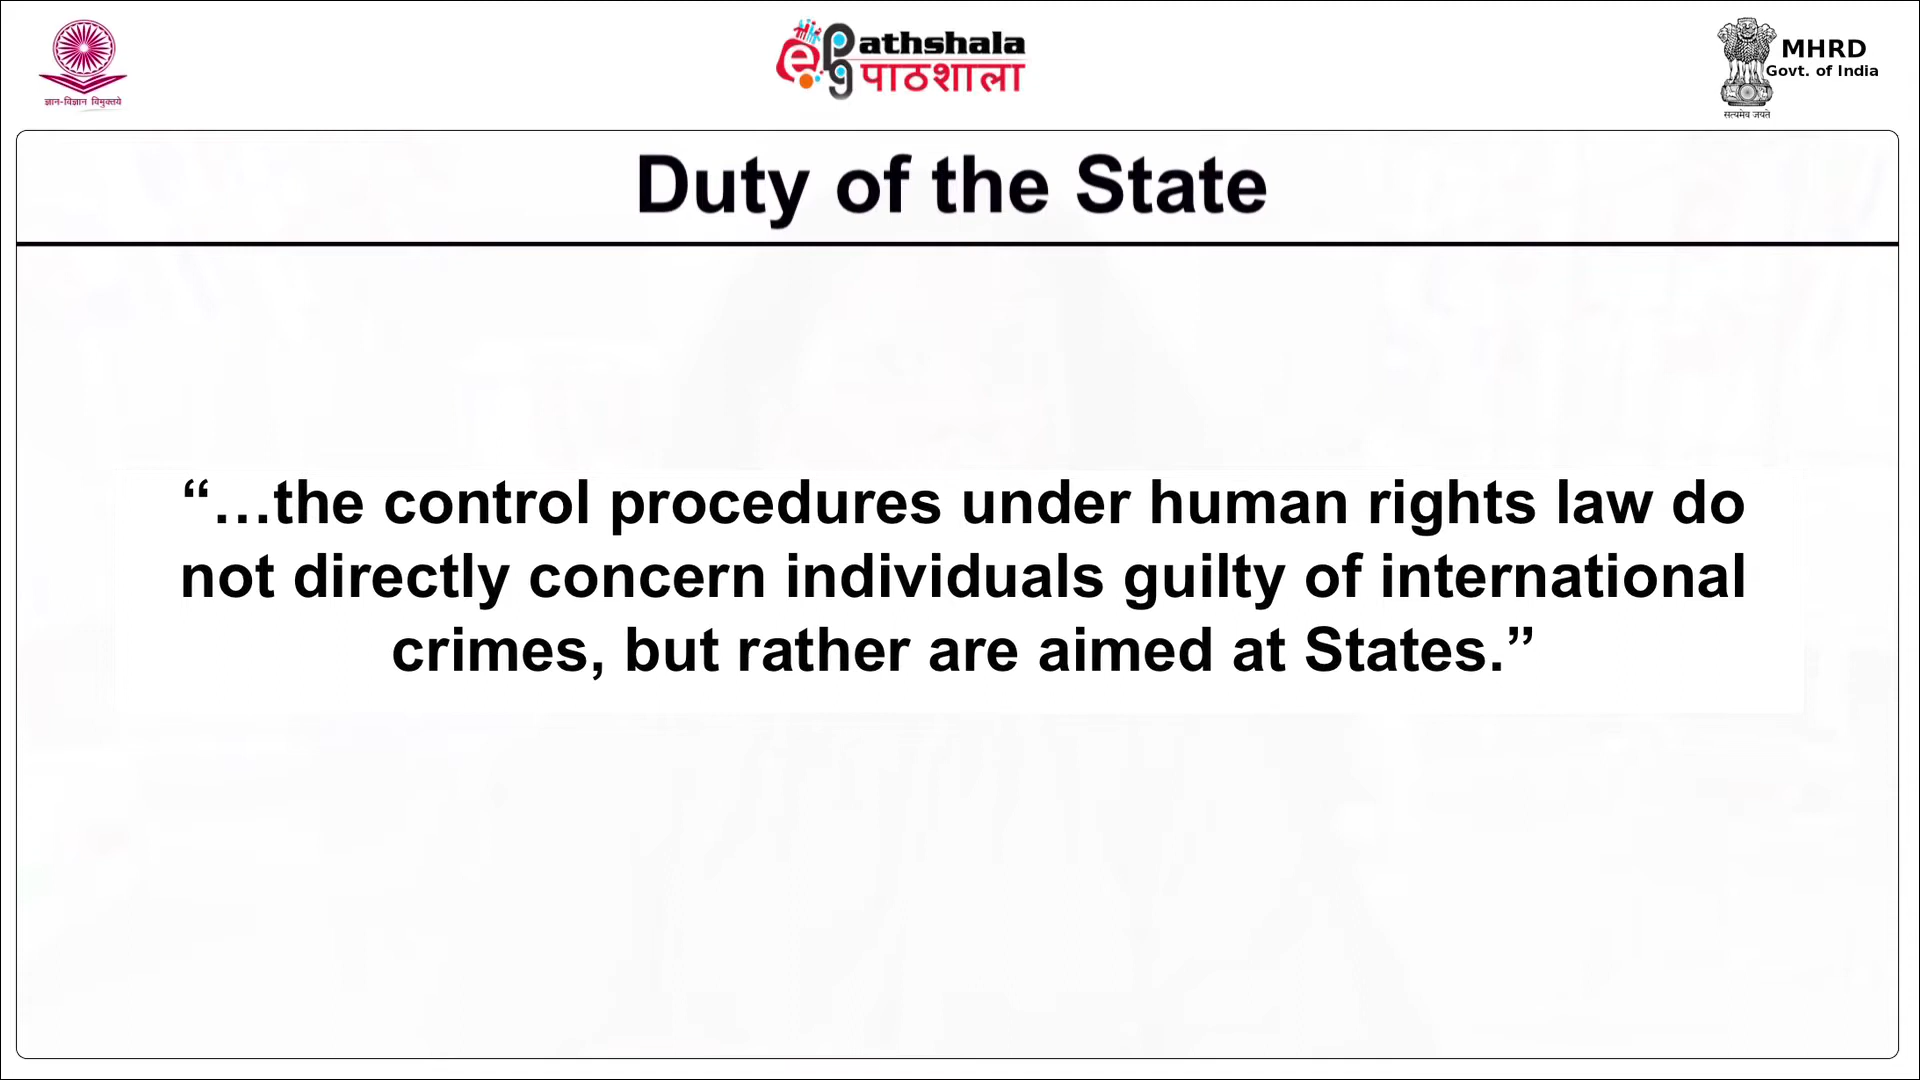 ज्ञान-विज्ञान विमुक्तये
ePG athshala
पाठशाला
MHRD
Govt. of India
सत्यमेव जयते
Duty of the State
“…the control procedures under human rights law do
not directly concern individuals guilty of international
crimes, but rather are aimed at States.”